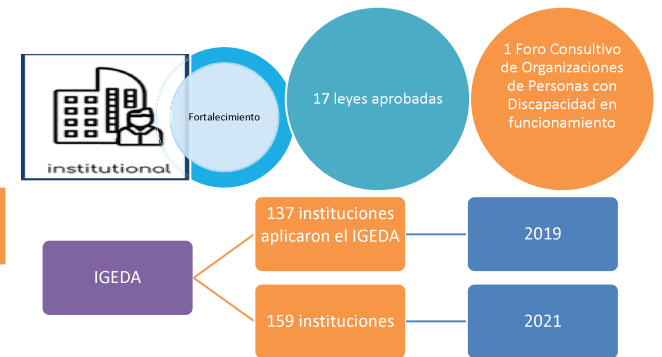 institutional
Fortalecimiento
17 leyes aprobadas
1 Foro Consultivo
de Organizaciones
de Personas con
Discapacidad en
funcionamiento
IGEDA
137 instituciones
aplicaron el IGEDA
2019
159 instituciones
2021